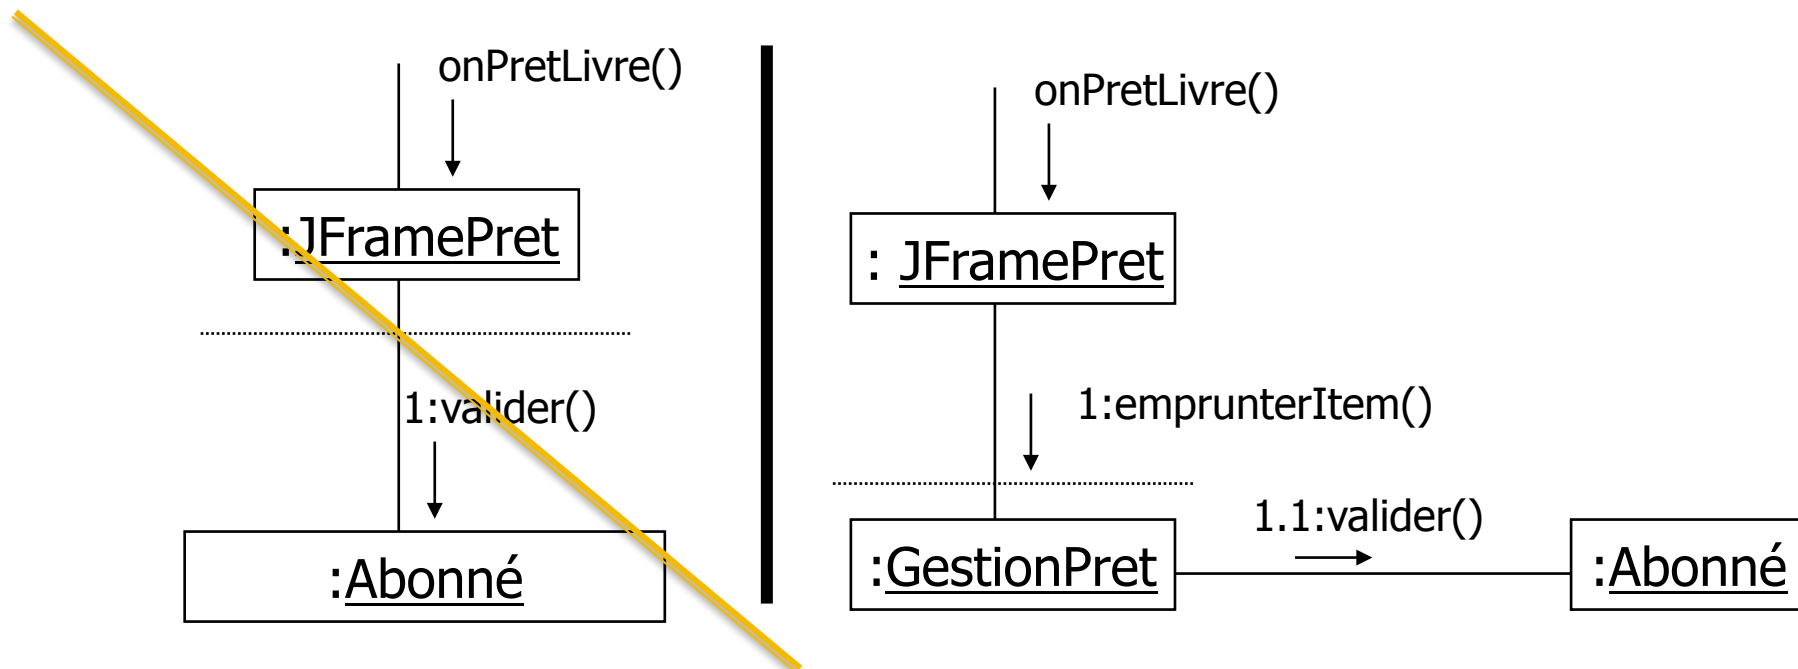 onPretLivre()
:JFramePret
1:valider()
:Abonné
onPretLivre()
: JFramePret
1:emprunterItem()
1.1:valider()
:GestionPret
:Abonné